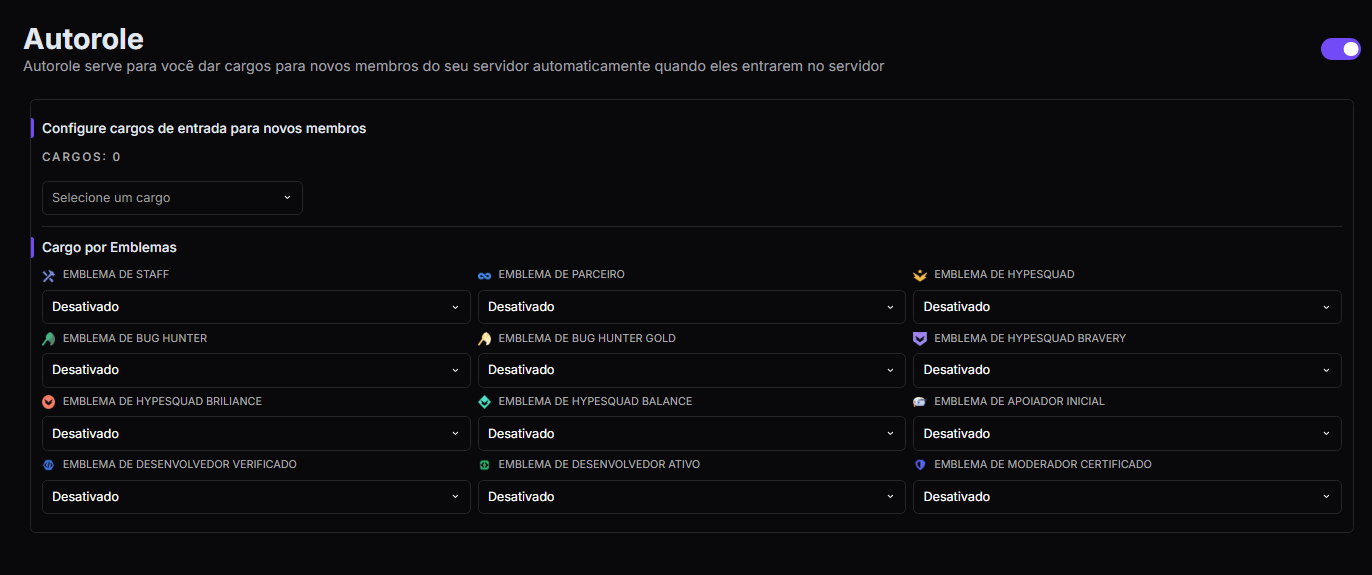 Autorole
Autorole serve para você dar cargos para novos membros do seu servidor automaticamente quando eles entrarem no servidor
Configure cargos de entrada para novos membros
CARGOS: 0
Selecione um cargo
Cargo por Emblemas
EMBLEMA DE STAFF
EMBLEMA DE PARCEIRO
EMBLEMA DE HYPESQUAD
Desativado
Desativado
Desativado
EMBLEMA DE BUG HUNTER
EMBLEMA DE BUG HUNTER GOLD
EMBLEMA DE HYPESQUAD BRAVERY
Desativado
Desativado
Desativado
EMBLEMA DE HYPESQUAD BRILIANCE
EMBLEMA DE HYPESQUAD BALANCE
EMBLEMA DE APOIADOR INICIAL
Desativado
Desativado
Desativado
EMBLEMA DE DESENVOLVEDOR VERIFICADO
EMBLEMA DE DESENVOLVEDOR ATIVO
EMBLEMA DE MODERADOR CERTIFICADO
Desativado
Desativado
Desativado